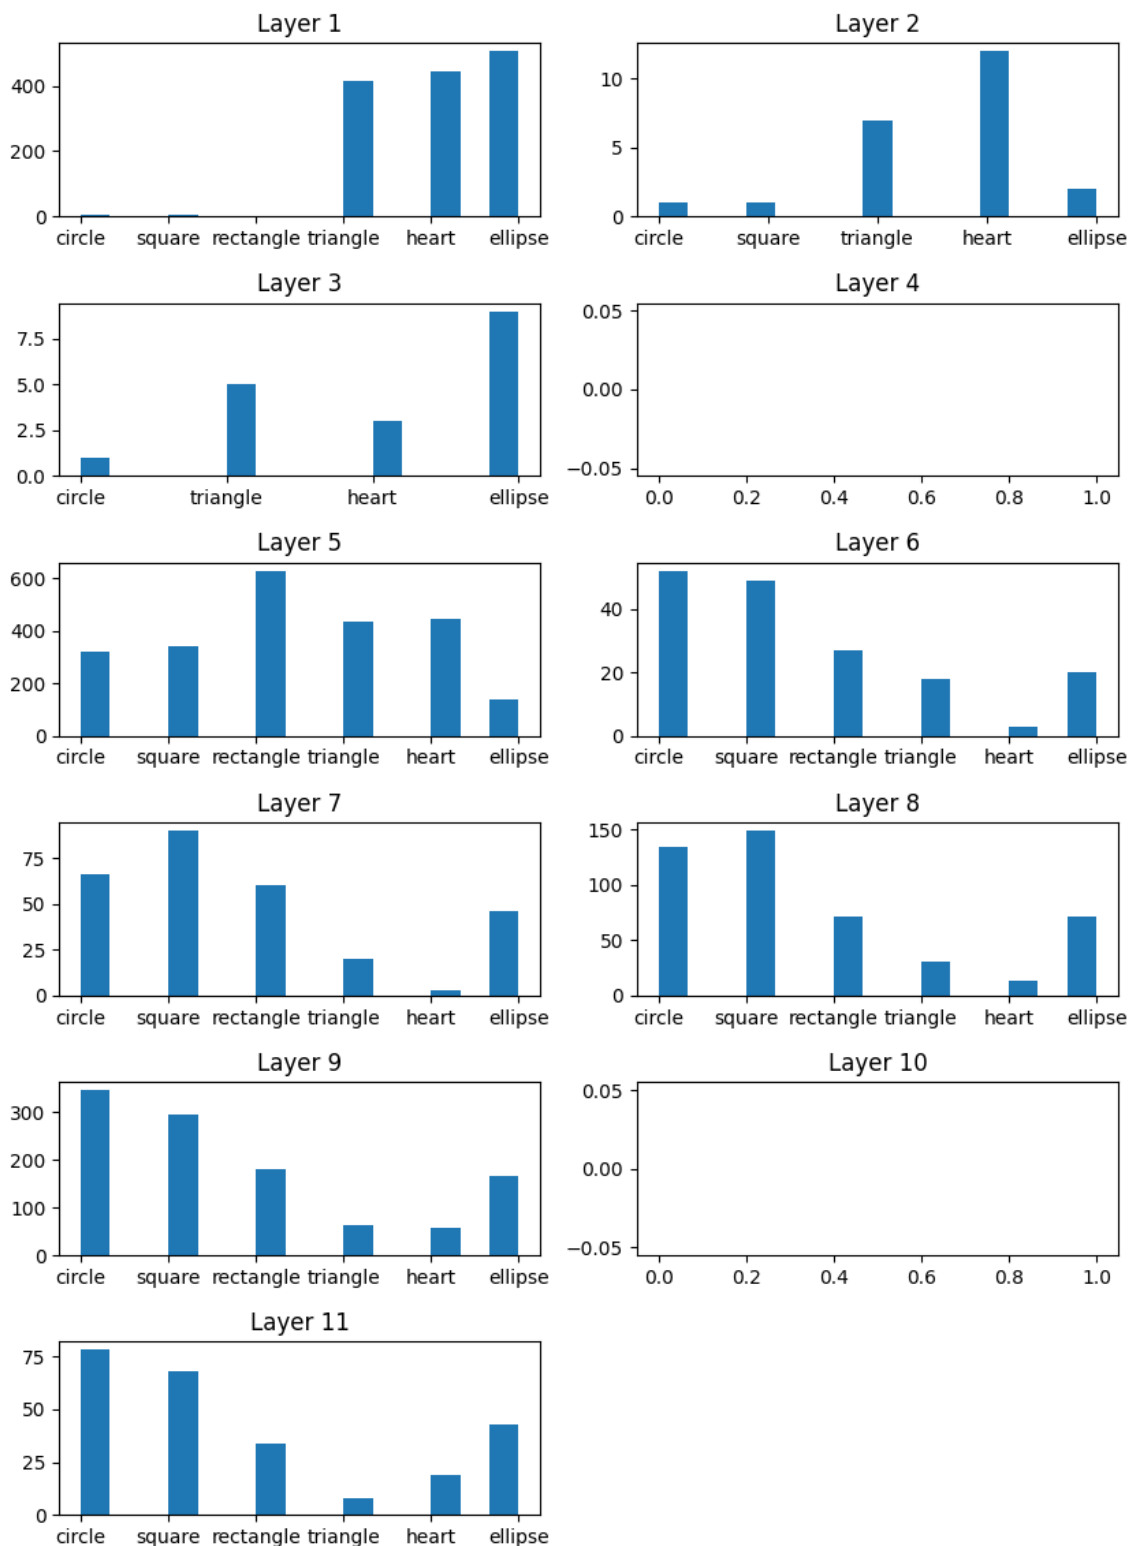 Layer 1
400
200
0
circle square rectangle triangle heart ellipse
Layer 2
10
5
0
circle square triangle heart ellipse
Layer 3
7.5
5.0
2.5
0.0
circle triangle heart ellipse
Layer 4
0.05
0.00
−0.05
0.0 0.2 0.4 0.6 0.8 1.0
Layer 5
600
400
200
0
circle square rectangle triangle heart ellipse
Layer 6
40
20
0
circle square rectangle triangle heart ellipse
Layer 7
75
50
25
0
circle square rectangle triangle heart ellipse
Layer 8
150
100
50
0
circle square rectangle triangle heart ellipse
Layer 9
300
200
100
0
circle square rectangle triangle heart ellipse
Layer 10
0.05
0.00
−0.05
0.0 0.2 0.4 0.6 0.8 1.0
Layer 11
75
50
25
0
circle square rectangle triangle heart ellipse